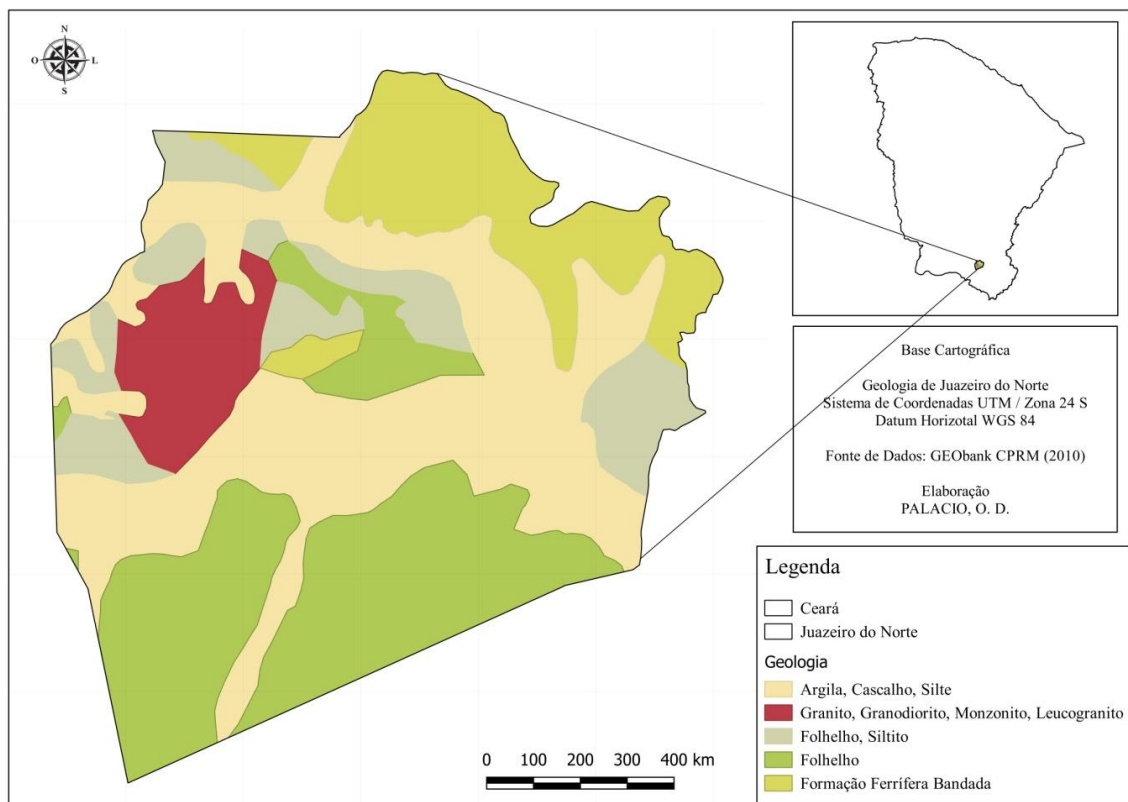 N
O
L
S
Base Cartográfica
Geologia de Juazeiro do Norte
Sistema de Coordenadas UTM / Zona 24 S
Datum Horizotal WGS 84
Fonte de Dados: GEObank CPRM (2010)
Elaboração
PALACIO, O. D.
Legenda
Ceará
Juazeiro do Norte
Geologia
Argila, Cascalho, Silte
Granito, Granodiorito, Monzonito, Leucogranito
Folhelho, Siltito
Folhelho
Formação Ferrífera Bandada
0 100 200 300 400 km